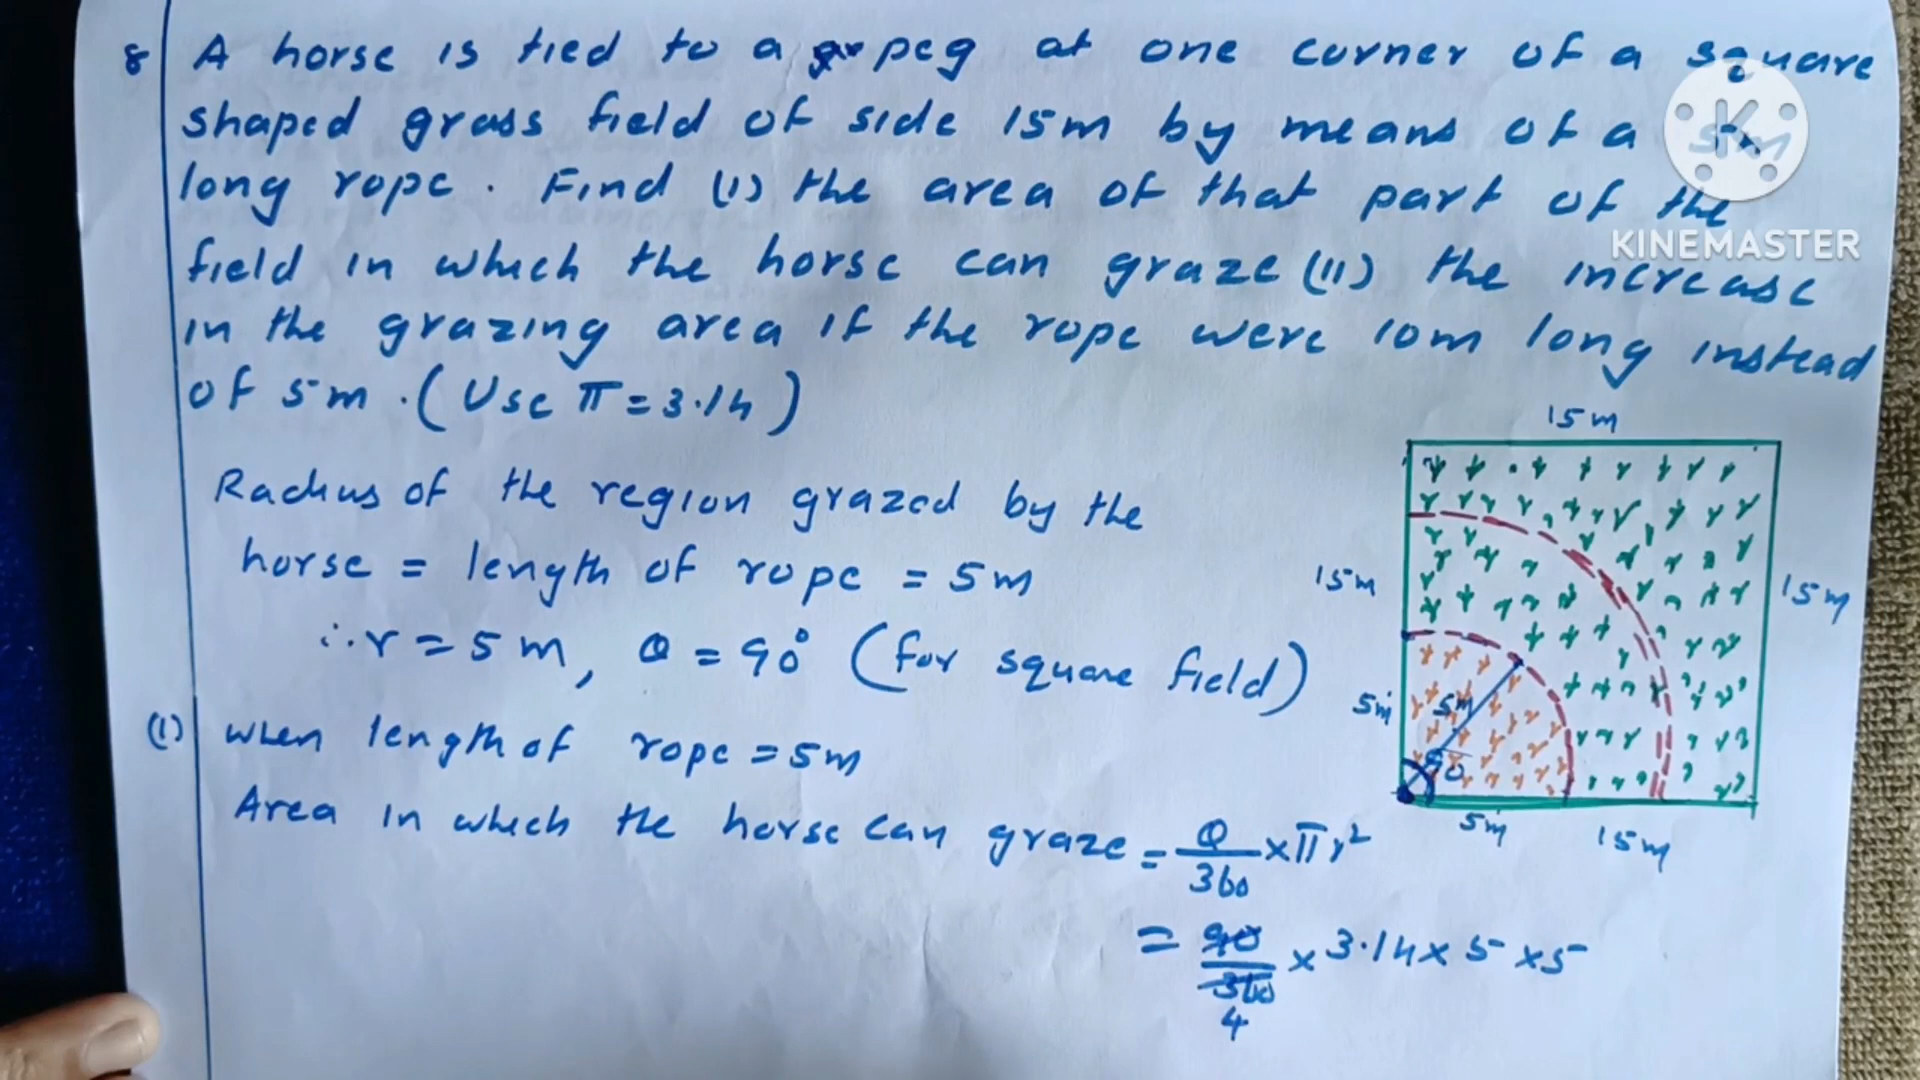 8 A horse is tied to a peg at one corner of a square
shaped grass field of side 15m by means of a 5m
long rope. Find (i) the area of that part of the
field in which the horse can graze (ii) the increase
in the grazing area if the rope were 10m long instead
of 5m. (Use π = 3.14)
Radius of the region grazed by the
horse = length of rope = 5m
∴ r = 5m, θ = 90° (for square field)
(i) when length of rope = 5m
Area in which the horse can graze = θ/360 × πr²
= 90/360 × 3.14 × 5 × 5
4
15m
15m
15m
5m
5m
90
5m
15m
K
KINEMASTER